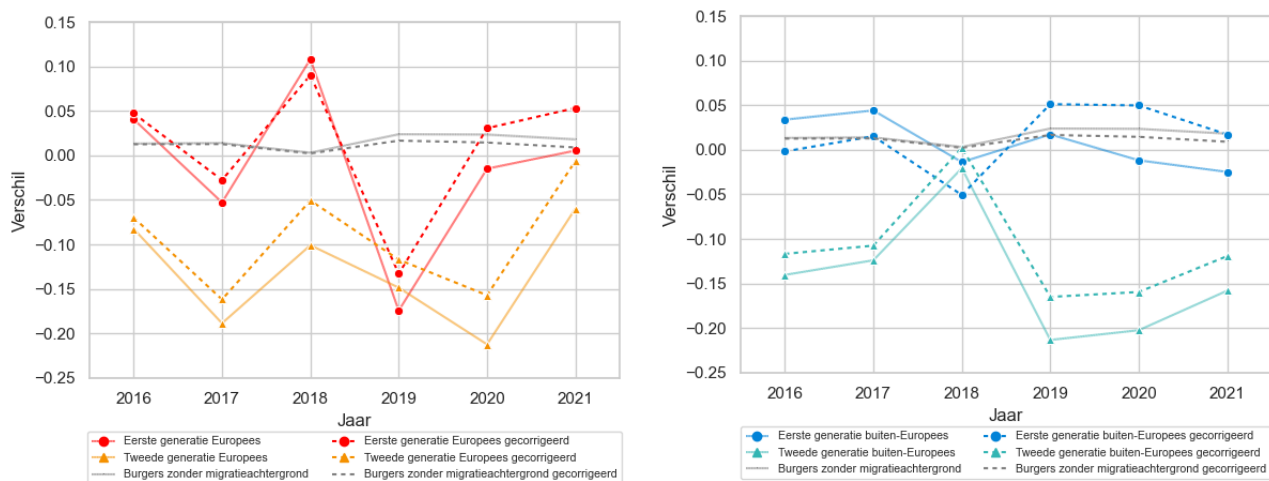 0.15
0.10
0.05
0.00
−0.05
−0.10
−0.15
−0.20
−0.25
Verschil
2016 2017 2018 2019 2020 2021
Jaar
Eerste generatie Europees Eerste generatie Europees gecorrigeerd
Tweede generatie Europees Tweede generatie Europees gecorrigeerd
Burgers zonder migratieachtergrond Burgers zonder migratieachtergrond gecorrigeerd
0.15
0.10
0.05
0.00
−0.05
−0.10
−0.15
−0.20
−0.25
Verschil
2016 2017 2018 2019 2020 2021
Jaar
Eerste generatie buiten-Europees Eerste generatie buiten-Europees gecorrigeerd
Tweede generatie buiten-Europees Tweede generatie buiten-Europees gecorrigeerd
Burgers zonder migratieachtergrond Burgers zonder migratieachtergrond gecorrigeerd